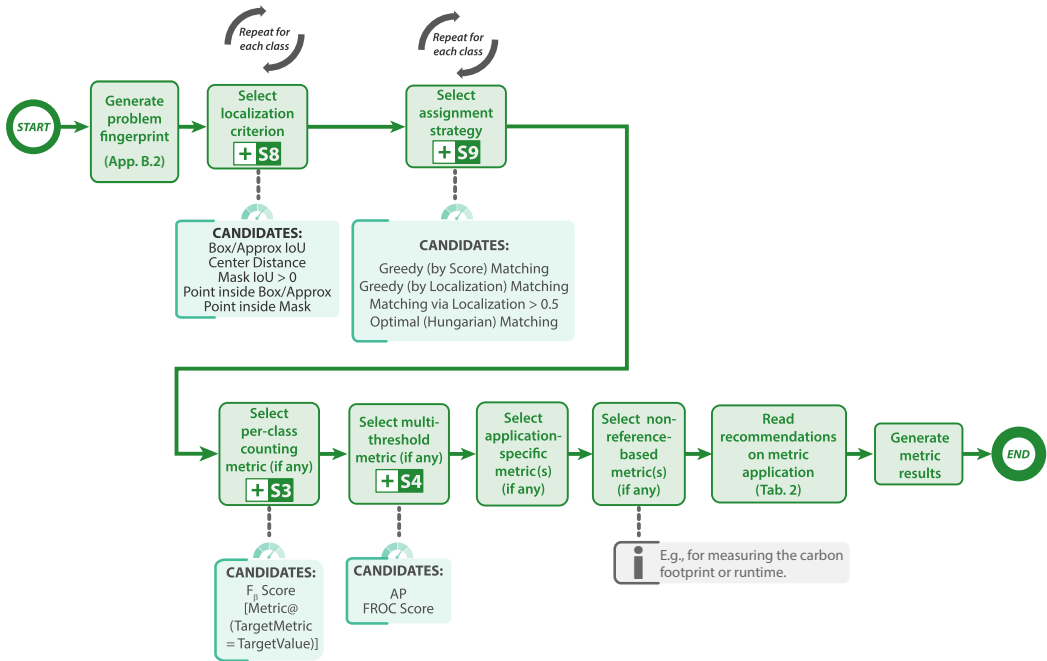 Repeat for
each class
Repeat for
each class
START
Generate
problem
fingerprint
(App. B.2)
Select
localization
criterion
+ S8
Select
assignment
strategy
+ S9
CANDIDATES:
Box/Approx IoU
Center Distance
Mask IoU > 0
Point inside Box/Approx
Point inside Mask
CANDIDATES:
Greedy (by Score) Matching
Greedy (by Localization) Matching
Matching via Localization > 0.5
Optimal (Hungarian) Matching
Select
per-class
counting
metric (if any)
+ S3
Select multi-
threshold
metric (if any)
+ S4
Select
application-
specific
metric(s)
(if any)
Select non-
reference-
based
metric(s)
(if any)
Read
recommendations
on metric
application
(Tab. 2)
Generate
metric
results
END
CANDIDATES:
Fβ Score
[Metric@
(TargetMetric
= TargetValue)]
CANDIDATES:
AP
FROC Score
i
E.g., for measuring the carbon
footprint or runtime.